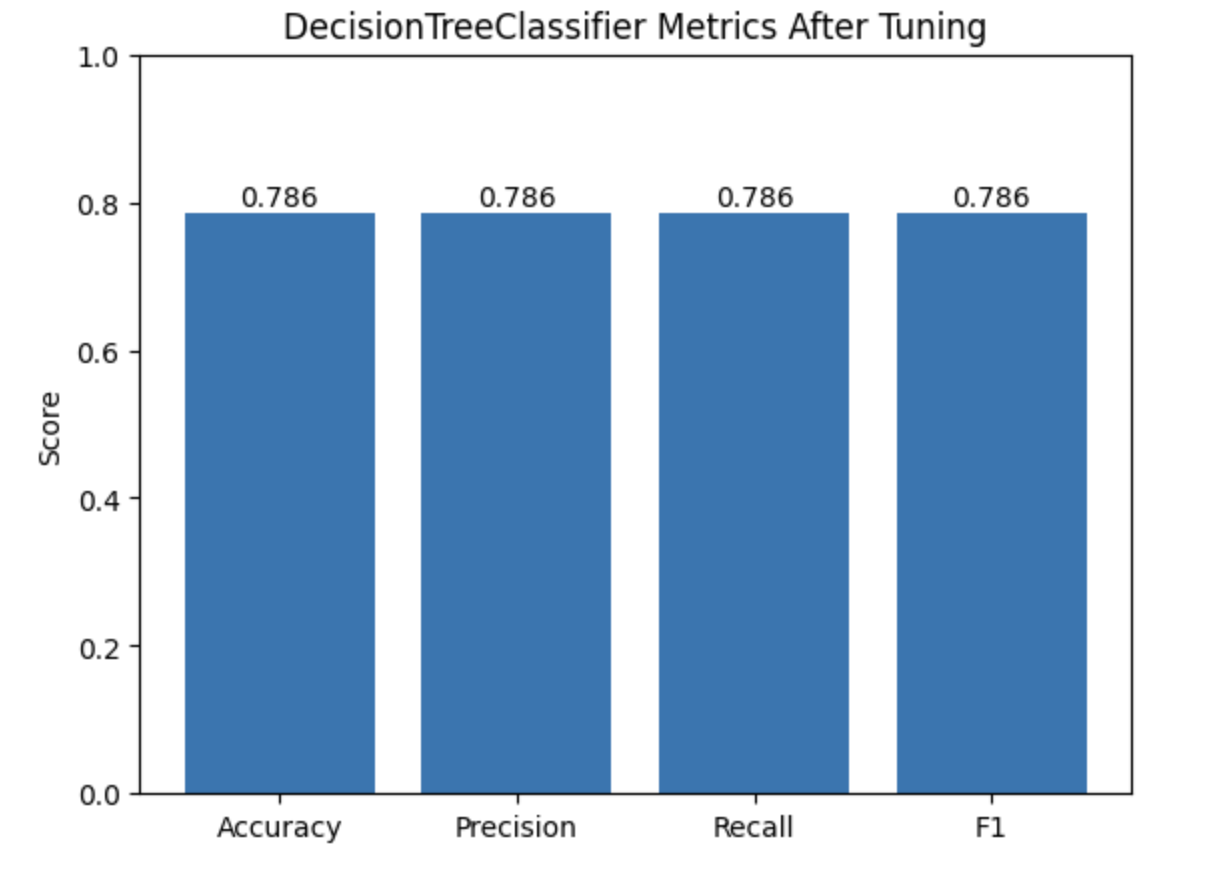 DecisionTreeClassifier Metrics After Tuning
1.0
0.786 0.786 0.786 0.786
0.8
0.6
Score
0.4
0.2
0.0
Accuracy Precision Recall F1